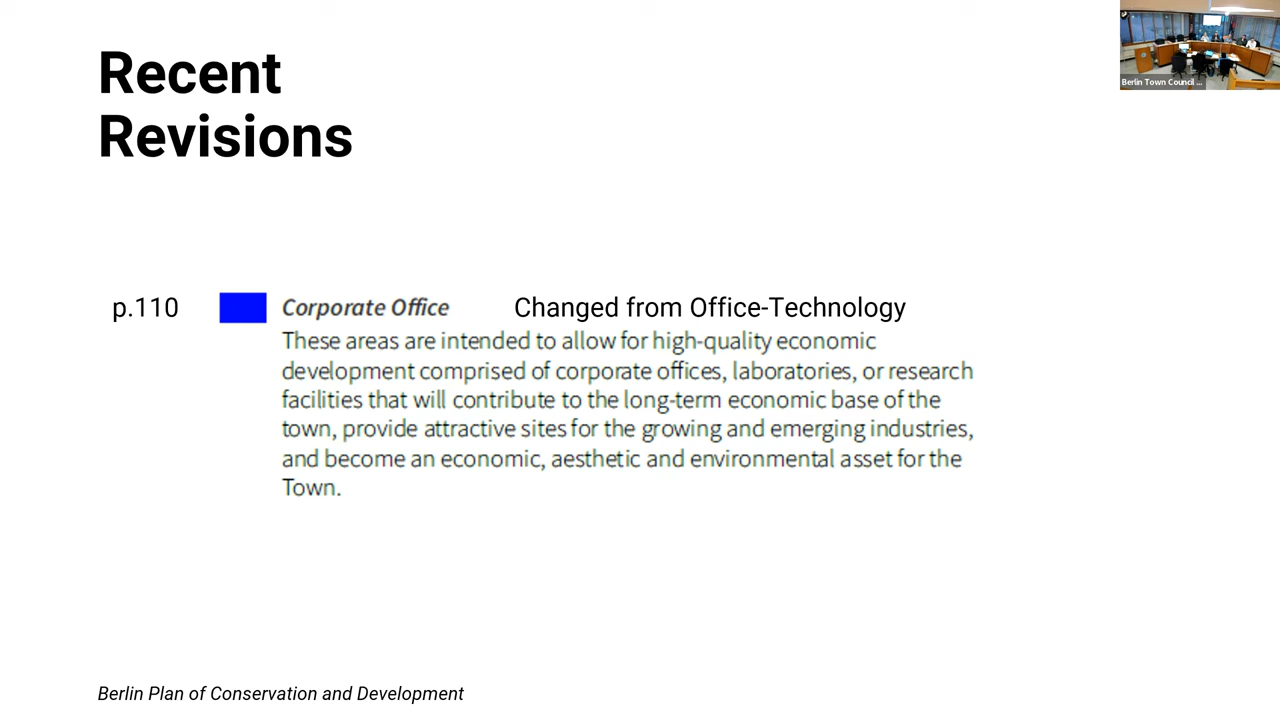 Recent
Revisions
Berlin Town Council ...
p.110
Corporate Office
Changed from Office-Technology
These areas are intended to allow for high-quality economic
development comprised of corporate offices, laboratories, or research
facilities that will contribute to the long-term economic base of the
town, provide attractive sites for the growing and emerging industries,
and become an economic, aesthetic and environmental asset for the
Town.
Berlin Plan of Conservation and Development